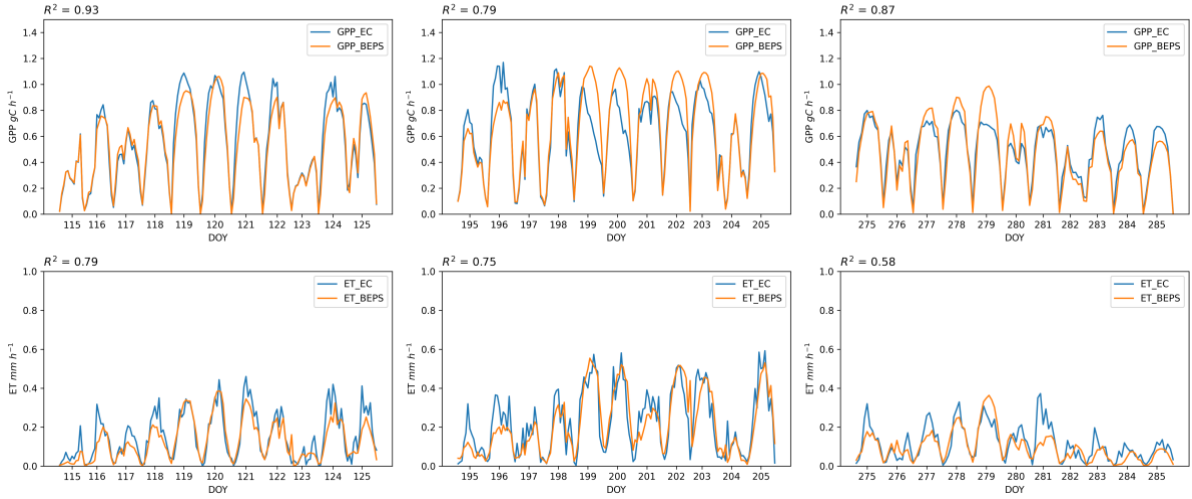 R² = 0.93
GPP gC h⁻¹
1.4
1.2
1.0
0.8
0.6
0.4
0.2
0.0
GPP_EC
GPP_BEPS
115 116 117 118 119 120 121 122 123 124 125
DOY
R² = 0.79
GPP gC h⁻¹
1.4
1.2
1.0
0.8
0.6
0.4
0.2
0.0
GPP_EC
GPP_BEPS
195 196 197 198 199 200 201 202 203 204 205
DOY
R² = 0.87
GPP gC h⁻¹
1.4
1.2
1.0
0.8
0.6
0.4
0.2
0.0
GPP_EC
GPP_BEPS
275 276 277 278 279 280 281 282 283 284 285
DOY
R² = 0.79
ET mm h⁻¹
1.0
0.8
0.6
0.4
0.2
0.0
ET_EC
ET_BEPS
115 116 117 118 119 120 121 122 123 124 125
DOY
R² = 0.75
ET mm h⁻¹
1.0
0.8
0.6
0.4
0.2
0.0
ET_EC
ET_BEPS
195 196 197 198 199 200 201 202 203 204 205
DOY
R² = 0.58
ET mm h⁻¹
1.0
0.8
0.6
0.4
0.2
0.0
ET_EC
ET_BEPS
275 276 277 278 279 280 281 282 283 284 285
DOY